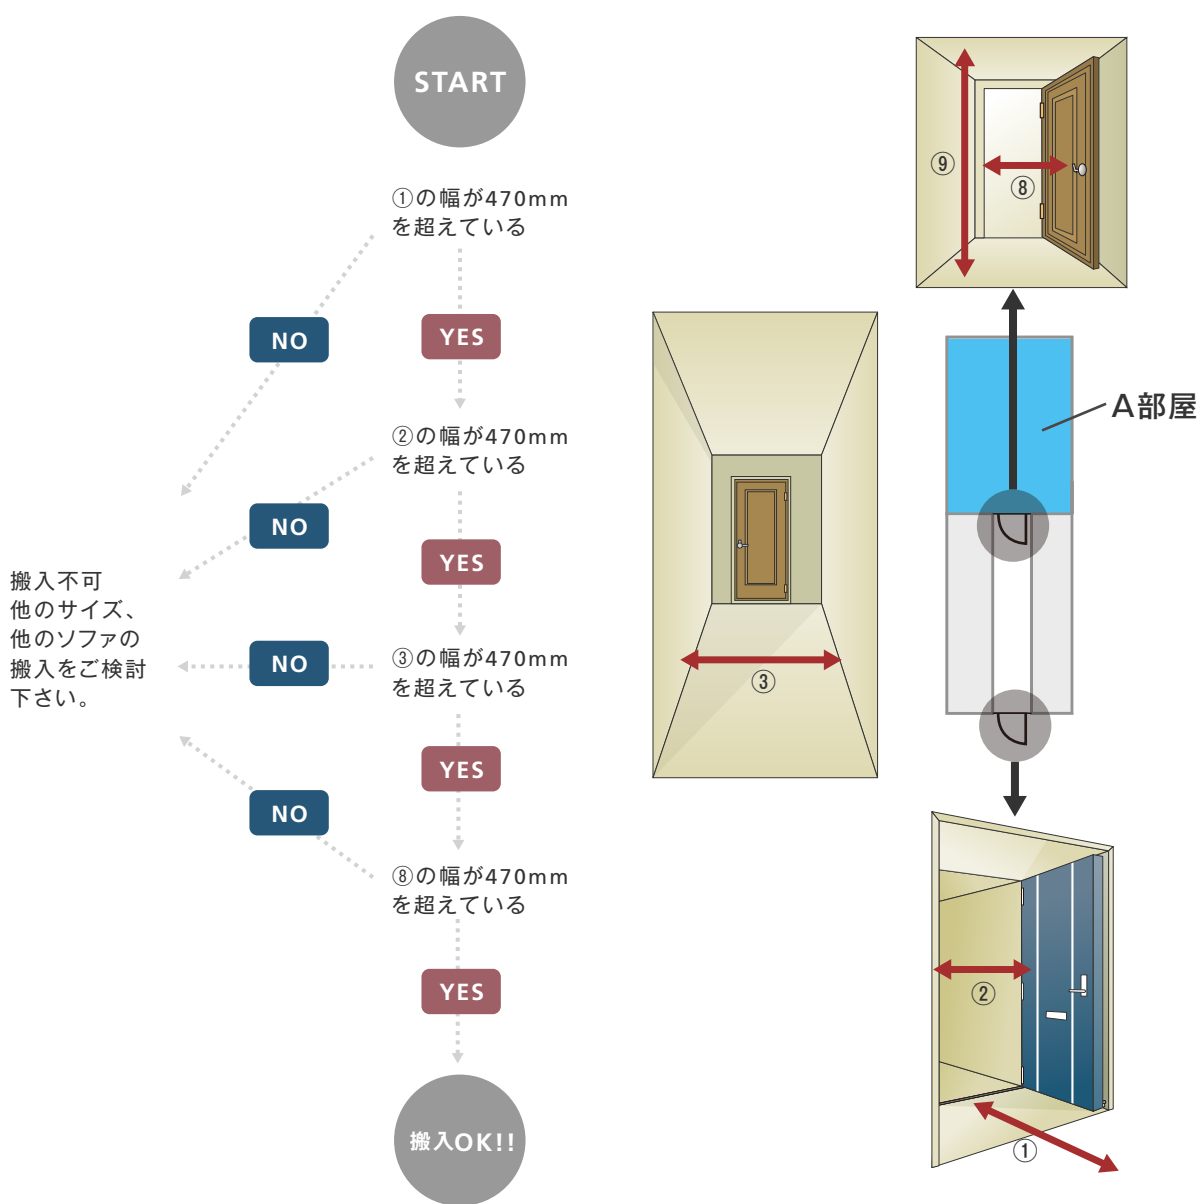 START
①の幅が470mm
を超えている
NO
YES
②の幅が470mm
を超えている
NO
YES
搬入不可
他のサイズ、
他のソファの
搬入をご検討
下さい。
③の幅が470mm
を超えている
NO
YES
⑧の幅が470mm
を超えている
NO
YES
搬入OK!!
③
⑨
⑧
A部屋
②
①